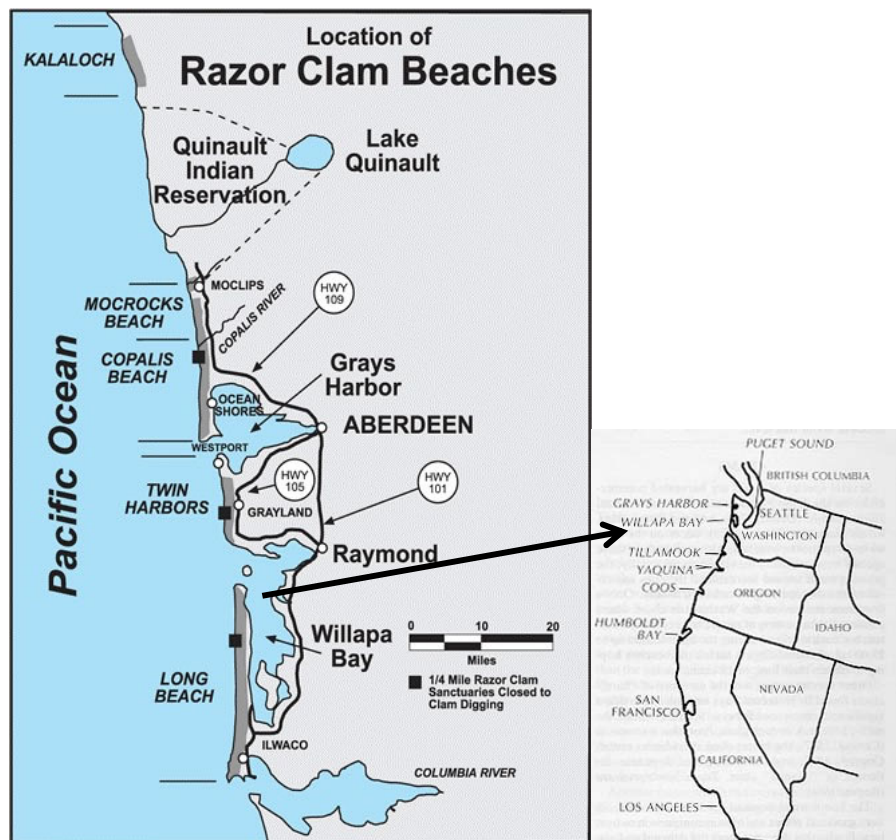 Location of
Razor Clam Beaches
KALALOCH
Quinault
Indian
Reservation
Lake
Quinault
MOCLIPS
MOCROCKS
BEACH
COPALIS RIVER
HWY
109
COPALIS
BEACH
Grays
Harbor
OCEAN
SHORES
ABERDEEN
WESTPORT
Pacific Ocean
TWIN
HARBORS
HWY
105
HWY
101
GRAYLAND
Raymond
Willapa
Bay
0 10 20
Miles
1/4 Mile Razor Clam
Sanctuaries Closed to
Clam Digging
LONG
BEACH
ILWACO
COLUMBIA RIVER
PUGET SOUND
BRITISH COLUMBIA
GRAYS HARBOR
SEATTLE
WILLAPA BAY
WASHINGTON
TILLAMOOK
YAQUINA
COOS
OREGON
IDAHO
HUMBOLDT
BAY
NEVADA
SAN
FRANCISCO
CALIFORNIA
LOS ANGELES